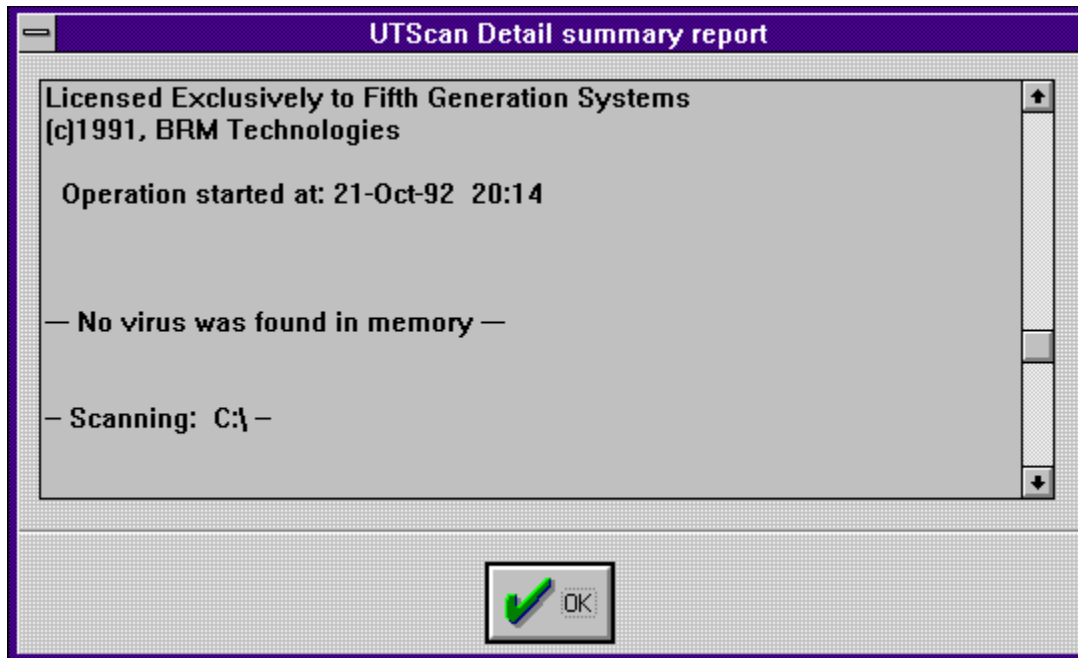 UTScan Detail summary report
Licensed Exclusively to Fifth Generation Systems
(c)1991, BRM Technologies
Operation started at: 21-Oct-92  20:14
— No virus was found in memory —
– Scanning:  C:\ –
OK